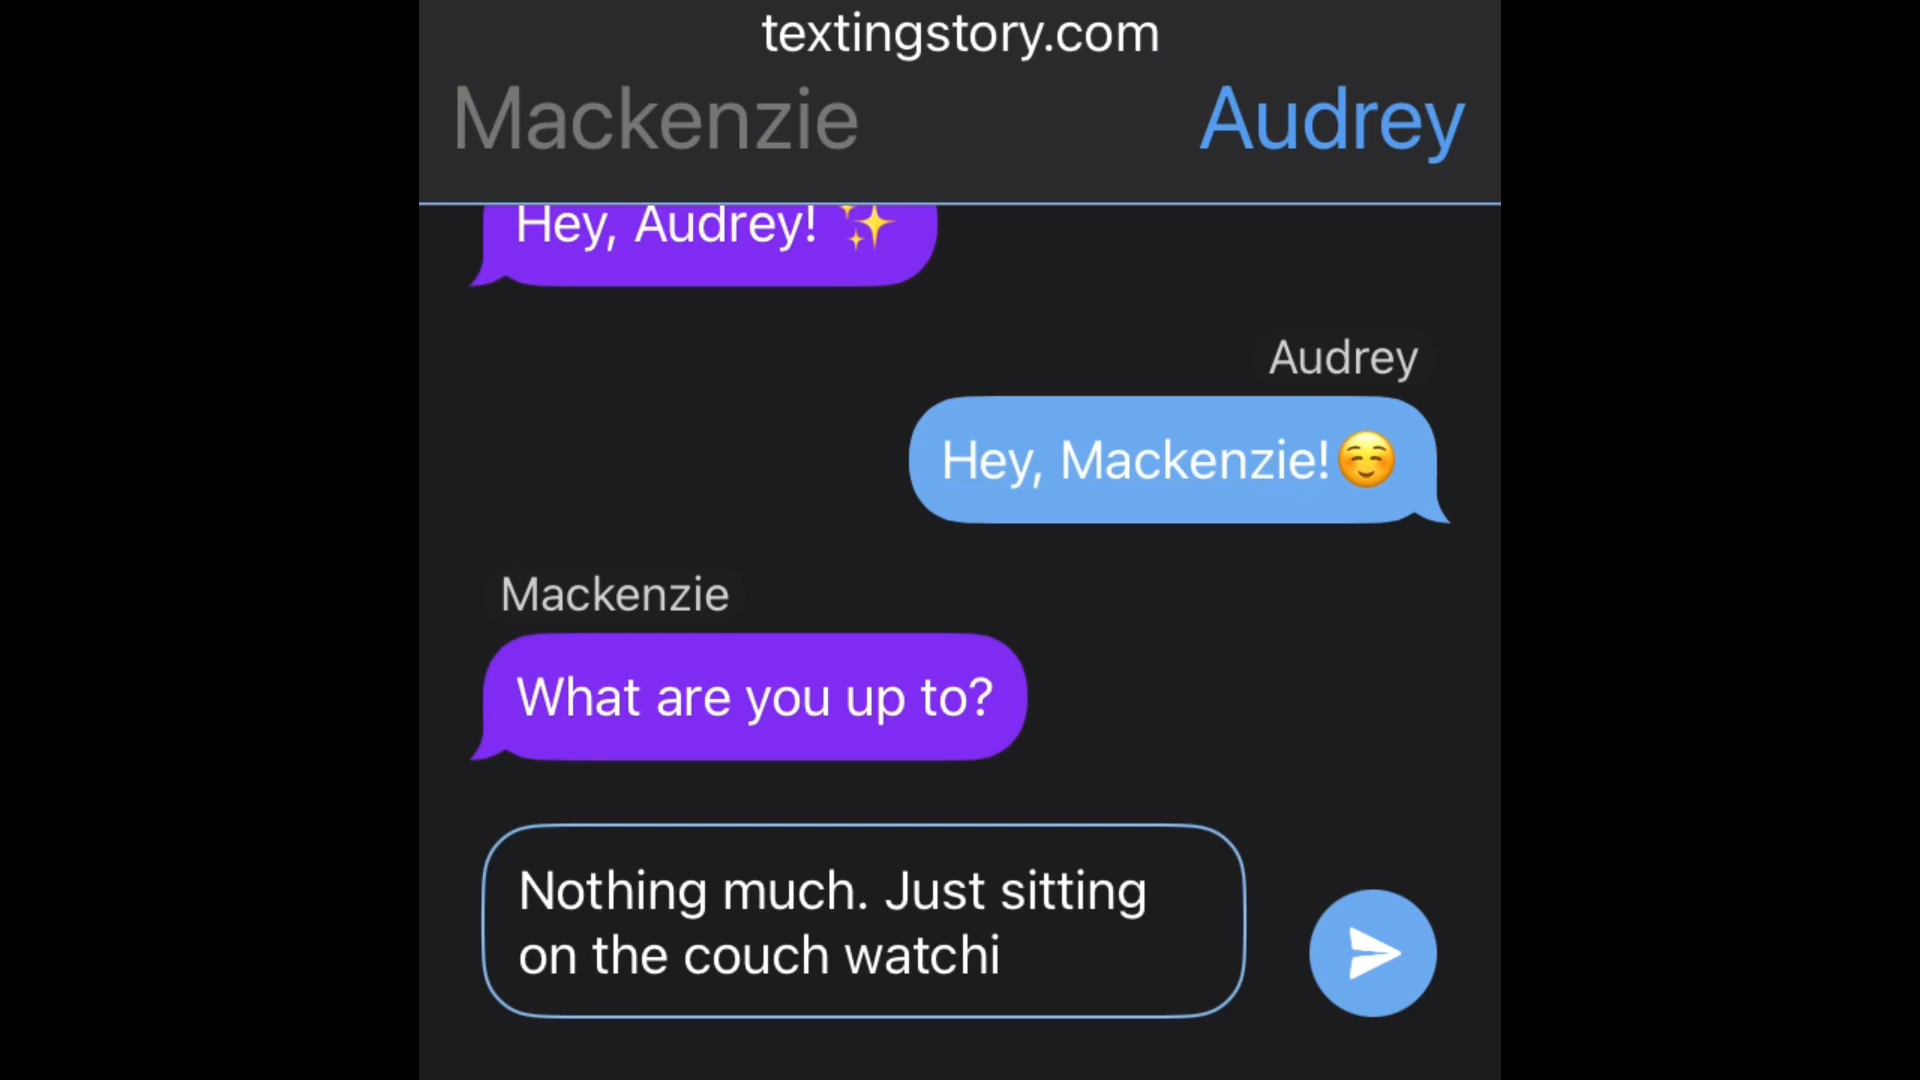 textingstory.com
Mackenzie
Audrey
Hey, Audrey! ✨
Audrey
Hey, Mackenzie!☺️
Mackenzie
What are you up to?
Nothing much. Just sitting
on the couch watchi